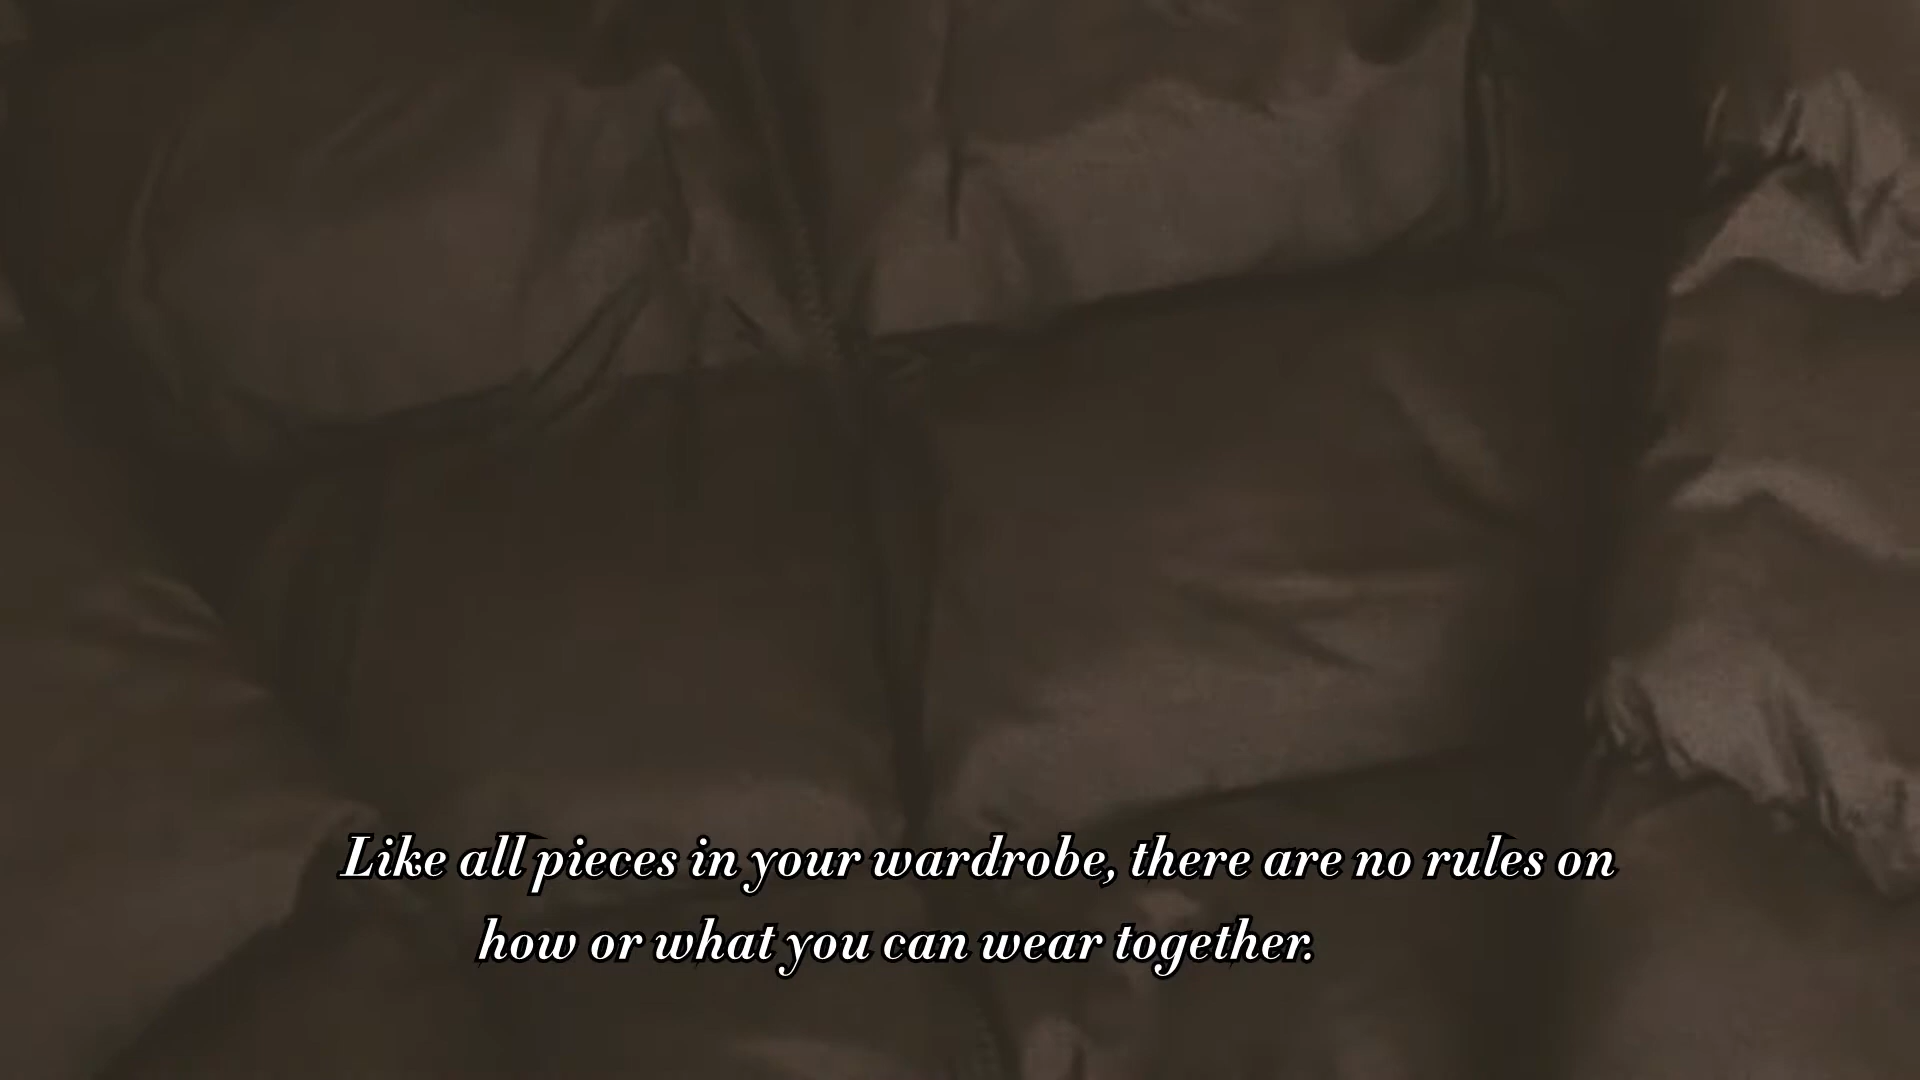 Like all pieces in your wardrobe, there are no rules on
how or what you can wear together.